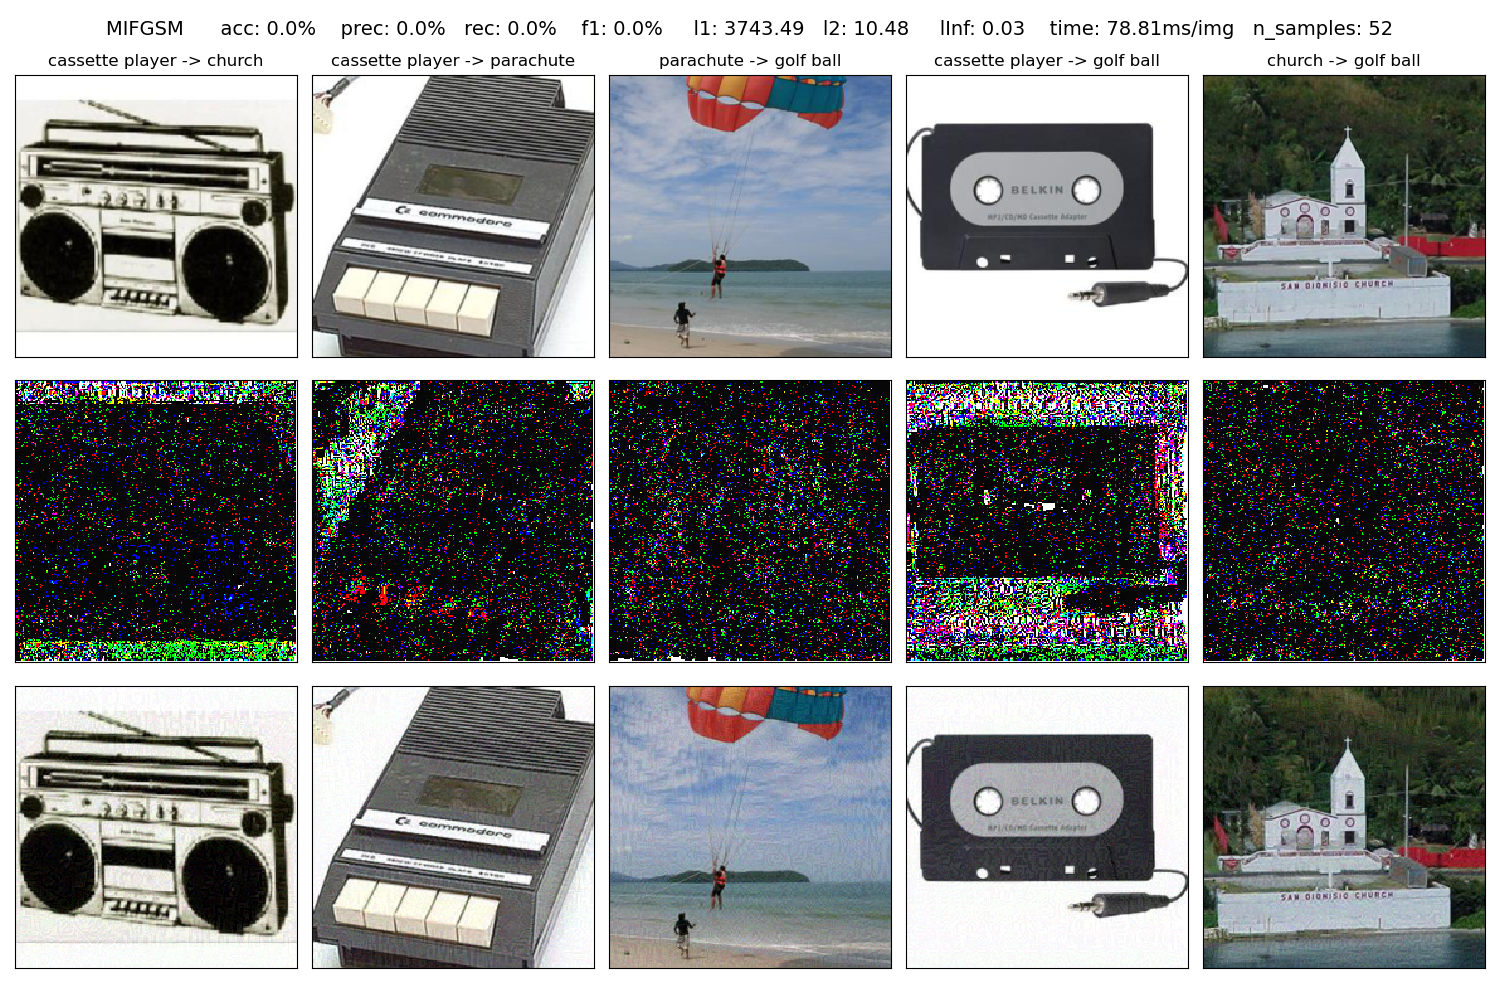 MIFGSM acc: 0.0% prec: 0.0% rec: 0.0% f1: 0.0% l1: 3743.49 l2: 10.48 lInf: 0.03 time: 78.81ms/img n_samples: 52
cassette player -> church
cassette player -> parachute
parachute -> golf ball
cassette player -> golf ball
church -> golf ball
commodore
BELKIN
MP3/CD/MD Cassette Adapter
SAN DIONISIO CHURCH
commodore
BELKIN
MP3/CD/MD Cassette Adapter
SAN DIONISIO CHURCH